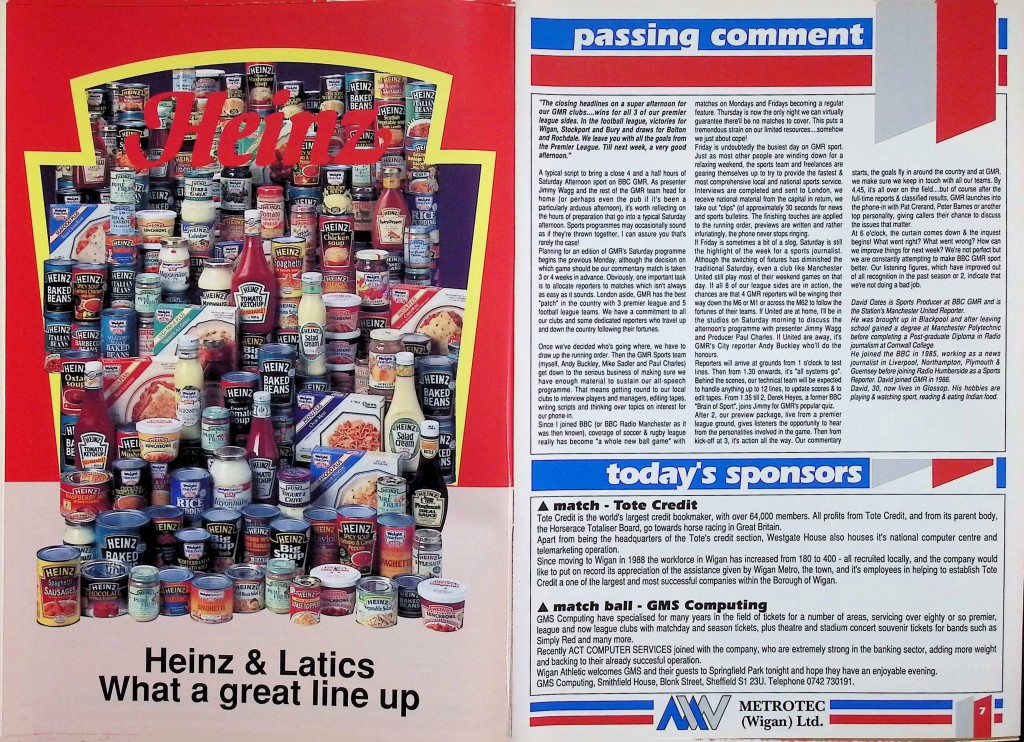 Heinz
Heinz & Latics
What a great line up
passing comment
"The closing headlines on a super afternoon for
our GMR clubs....wins for all 3 of our premier
league sides. In the football league, victories for
Wigan, Stockport and Bury and draws for Bolton
and Rochdale. We leave you with all the goals from
the Premier League. Till next week, a very good
afternoon."
A typical script to bring a close 4 and a half hours of
Saturday Afternoon sport on BBC GMR. As presenter
Jimmy Wagg and the rest of the GMR team head for
home (or perhaps even the pub if it's been a
particularly arduous afternoon), it's worth reflecting on
the hours of preparation that go into a typical Saturday
afternoon. Sports programmes may occasionally sound
as if they're thrown together, I can assure you that's
rarely the case!
Planning for an edition of GMR's Saturday programme
begins the previous Monday, although the decision on
which game should be our commentary match is taken
3 or 4 weeks in advance. Obviously, one important task
is to allocate reporters to matches which isn't always
as easy as it sounds. London aside, GMR has the best
"patch" in the country with 3 premier league and 5
football league teams. We have a commitment to all
our clubs and some dedicated reporters who travel up
and down the country following their fortunes.
Once we've decided who's going where, we have to
draw up the running order. Then the GMR Sports team
(myself, Andy Buckley, Mike Sadler and Paul Charles)
get down to the serious business of making sure we
have enough material to sustain our all-speech
programme. That means getting round to our local
clubs to interview players and managers, editing tapes,
writing scripts and thinking over topics on interest for
our phone-in.
Since I joined BBC (or BBC Radio Manchester as it
was then known), coverage of soccer & rugby league
really has become "a whole new ball game" with
matches on Mondays and Fridays becoming a regular
feature. Thursday is now the only night we can virtually
guarantee there'll be no matches to cover. This puts a
tremendous strain on our limited resources....somehow
we just about cope!
Friday is undoubtedly the busiest day on GMR sport.
Just as most other people are winding down for a
relaxing weekend, the sports team and freelances are
gearing themselves up to try to provide the fastest &
most comprehensive local and national sports service.
Interviews are completed and sent to London, we
receive national material from the capital in return, we
take out "clips" (of approximately 30 seconds for news
and sports bulletins. The finishing touches are applied
to the running order, previews are written and rather
infuriatingly, the phone never stops ringing.
If Friday is sometimes a bit of a slog, Saturday is still
the highlight of the week for a sports journalist.
Although the switching of fixtures has diminished the
traditional Saturday, even a club like Manchester
United still play most of their weekend games on that
day. If all 8 of our league sides are in action, the
chances are that 4 GMR reporters will be winging their
way down the M6 or M1 or across the M62 to follow the
fortunes of their teams. If United are at home, I'll be in
the studios on Saturday morning to discuss the
afternoon's programme with presenter Jimmy Wagg
and Producer Paul Charles. If United are away, it's
GMR's City reporter Andy Buckley who'll do the
honours.
Reporters will arrive at grounds from 1 o'clock to test
lines. Then from 1.30 onwards, it's "all systems go".
Behind the scenes, our technical team will be expected
to handle anything up to 12 lines, to update scores & to
edit tapes. From 1.35 till 2, Derek Hayes, a former BBC
"Brain of Sport", joins Jimmy for GMR's popular quiz.
After 2, our preview package, live from a premier
league ground, gives listeners the opportunity to hear
from the personalities involved in the game. Then from
kick-off at 3, it's action all the way. Our commentary
starts, the goals fly in around the country and at GMR,
we make sure we keep in touch with all our teams. By
4.45, it's all over on the field...but of course after the
full-time reports & classified results, GMR launches into
the phone-in with Pat Crerand, Peter Barnes or another
top personality, giving callers their chance to discuss
the issues that matter.
At 6 o'clock, the curtain comes down & the inquest
begins! What went right? What went wrong? How can
we improve things for next week? We're not perfect but
we are constantly attempting to make BBC GMR sport
better. Our listening figures, which have improved out
of all recognition in the past season or 2, indicate that
we're not doing a bad job.
David Oates is Sports Producer at BBC GMR and is
the Station's Manchester United Reporter.
He was brought up in Blackpool and after leaving
school gained a degree at Manchester Polytechnic
before completing a Post-graduate Diploma in Radio
journalism at Cornwall College.
He joined the BBC in 1985, working as a news
journalist in Liverpool, Northampton, Plymouth &
Guernsey before joining Radio Humberside as a Sports
Reporter. David joined GMR in 1986.
David, 30, now lives in Glossop. His hobbies are
playing & watching sport, reading & eating Indian food.
today's sponsors
▲ match - Tote Credit
Tote Credit is the world's largest credit bookmaker, with over 64,000 members. All profits from Tote Credit, and from its parent body,
the Horserace Totaliser Board, go towards horse racing in Great Britain.
Apart from being the headquarters of the Tote's credit section, Westgate House also houses it's national computer centre and
telemarketing operation.
Since moving to Wigan in 1988 the workforce in Wigan has increased from 180 to 400 - all recruited locally, and the company would
like to put on record its appreciation of the assistance given by Wigan Metro, the town, and it's employees in helping to establish Tote
Credit a one of the largest and most successful companies within the Borough of Wigan.
▲ match ball - GMS Computing
GMS Computing have specialised for many years in the field of tickets for a number of areas, servicing over eighty or so premier,
league and now league clubs with matchday and season tickets, plus theatre and stadium concert souvenir tickets for bands such as
Simply Red and many more.
Recently ACT COMPUTER SERVICES joined with the company, who are extremely strong in the banking sector, adding more weight
and backing to their already succesful operation.
Wigan Athletic welcomes GMS and their guests to Springfield Park tonight and hope they have an enjoyable evening.
GMS Computing, Smithfield House, Blonk Street, Sheffield S1 23U. Telephone 0742 730191.
METROTEC
(Wigan) Ltd.
7